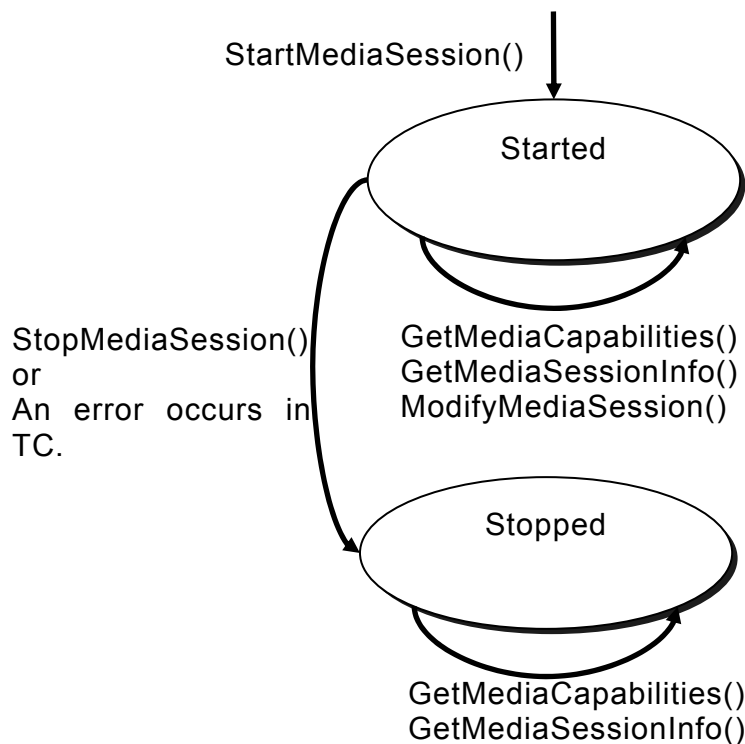 StartMediaSession()
Started
StopMediaSession()
or
An error occurs in
TC.
GetMediaCapabilities()
GetMediaSessionInfo()
ModifyMediaSession()
Stopped
GetMediaCapabilities()
GetMediaSessionInfo()